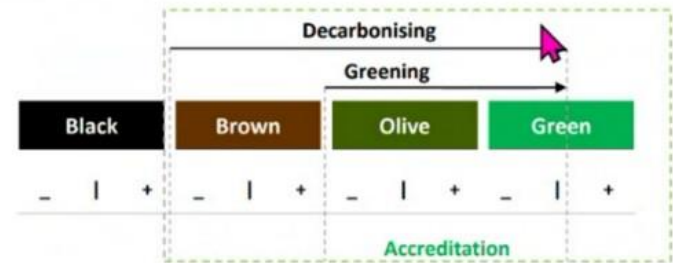 Decarbonising
Greening
Black Brown Olive Green
_ | + _ | + _ | + _ | +
Accreditation